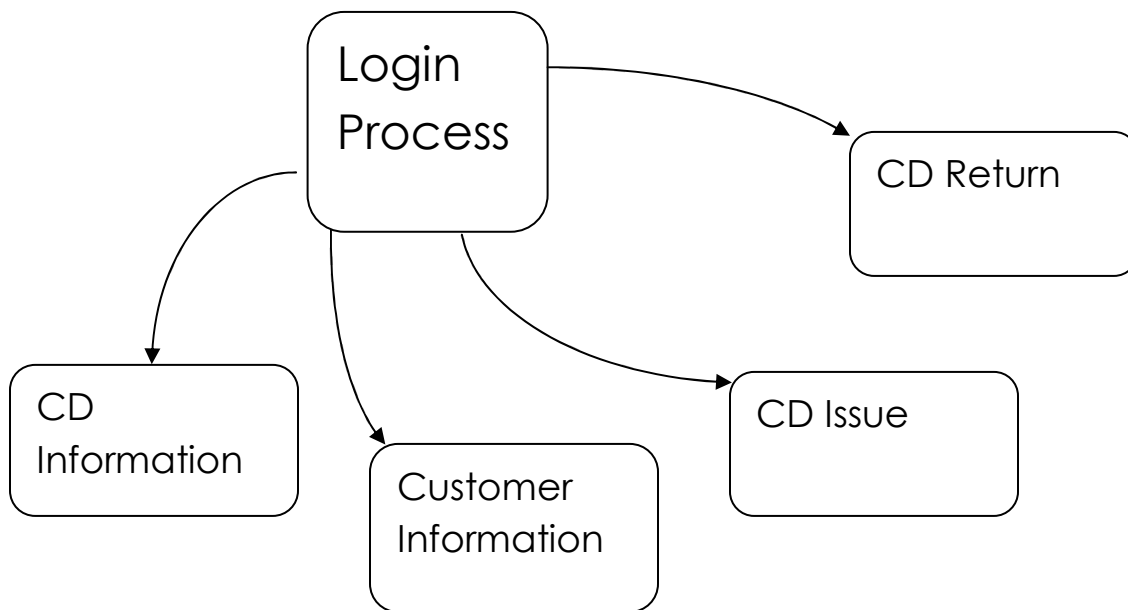 Login
Process
CD Return
CD
Information
CD Issue
Customer
Information